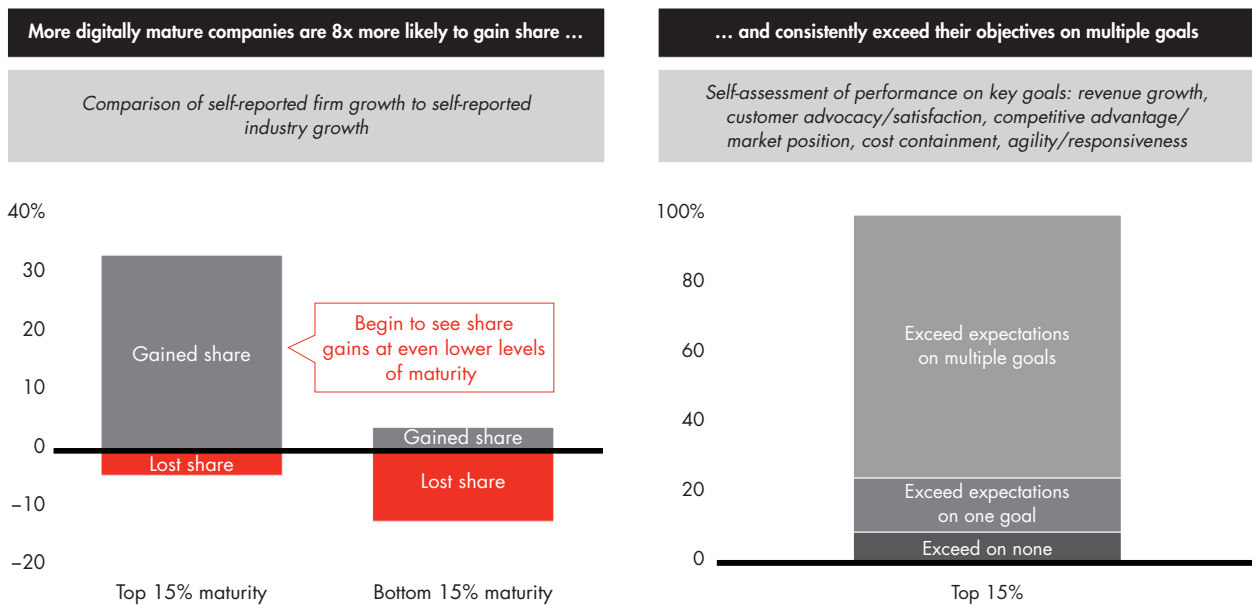 More digitally mature companies are 8x more likely to gain share …
Comparison of self-reported firm growth to self-reported
industry growth
40%
30
20
10
0
–10
–20
Gained share
Lost share
Begin to see share
gains at even lower levels
of maturity
Gained share
Lost share
Top 15% maturity
Bottom 15% maturity
… and consistently exceed their objectives on multiple goals
Self-assessment of performance on key goals: revenue growth,
customer advocacy/satisfaction, competitive advantage/
market position, cost containment, agility/responsiveness
100%
80
60
40
20
0
Exceed expectations
on multiple goals
Exceed expectations
on one goal
Exceed on none
Top 15%